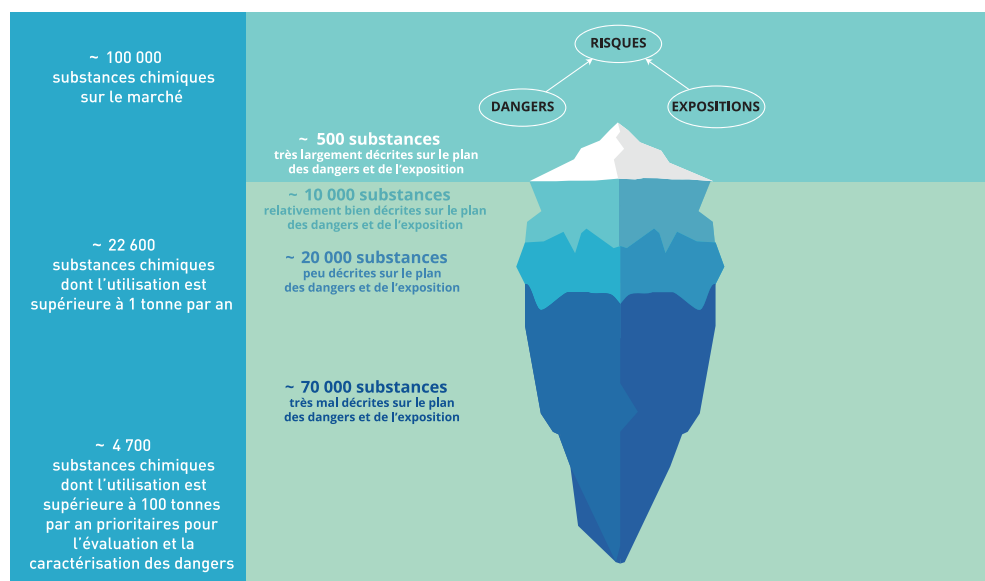 ~ 100 000
substances chimiques
sur le marché
~ 22 600
substances chimiques
dont l'utilisation est
supérieure à 1 tonne par an
~ 4 700
substances chimiques
dont l'utilisation est
supérieure à 100 tonnes
par an prioritaires pour
l'évaluation et la
caractérisation des dangers
RISQUES
DANGERS
EXPOSITIONS
~ 500 substances
très largement décrites sur le plan
des dangers et de l'exposition
~ 10 000 substances
relativement bien décrites sur le plan
des dangers et de l'exposition
~ 20 000 substances
peu décrites sur le plan
des dangers et de l'exposition
~ 70 000 substances
très mal décrites sur le plan
des dangers et de l'exposition